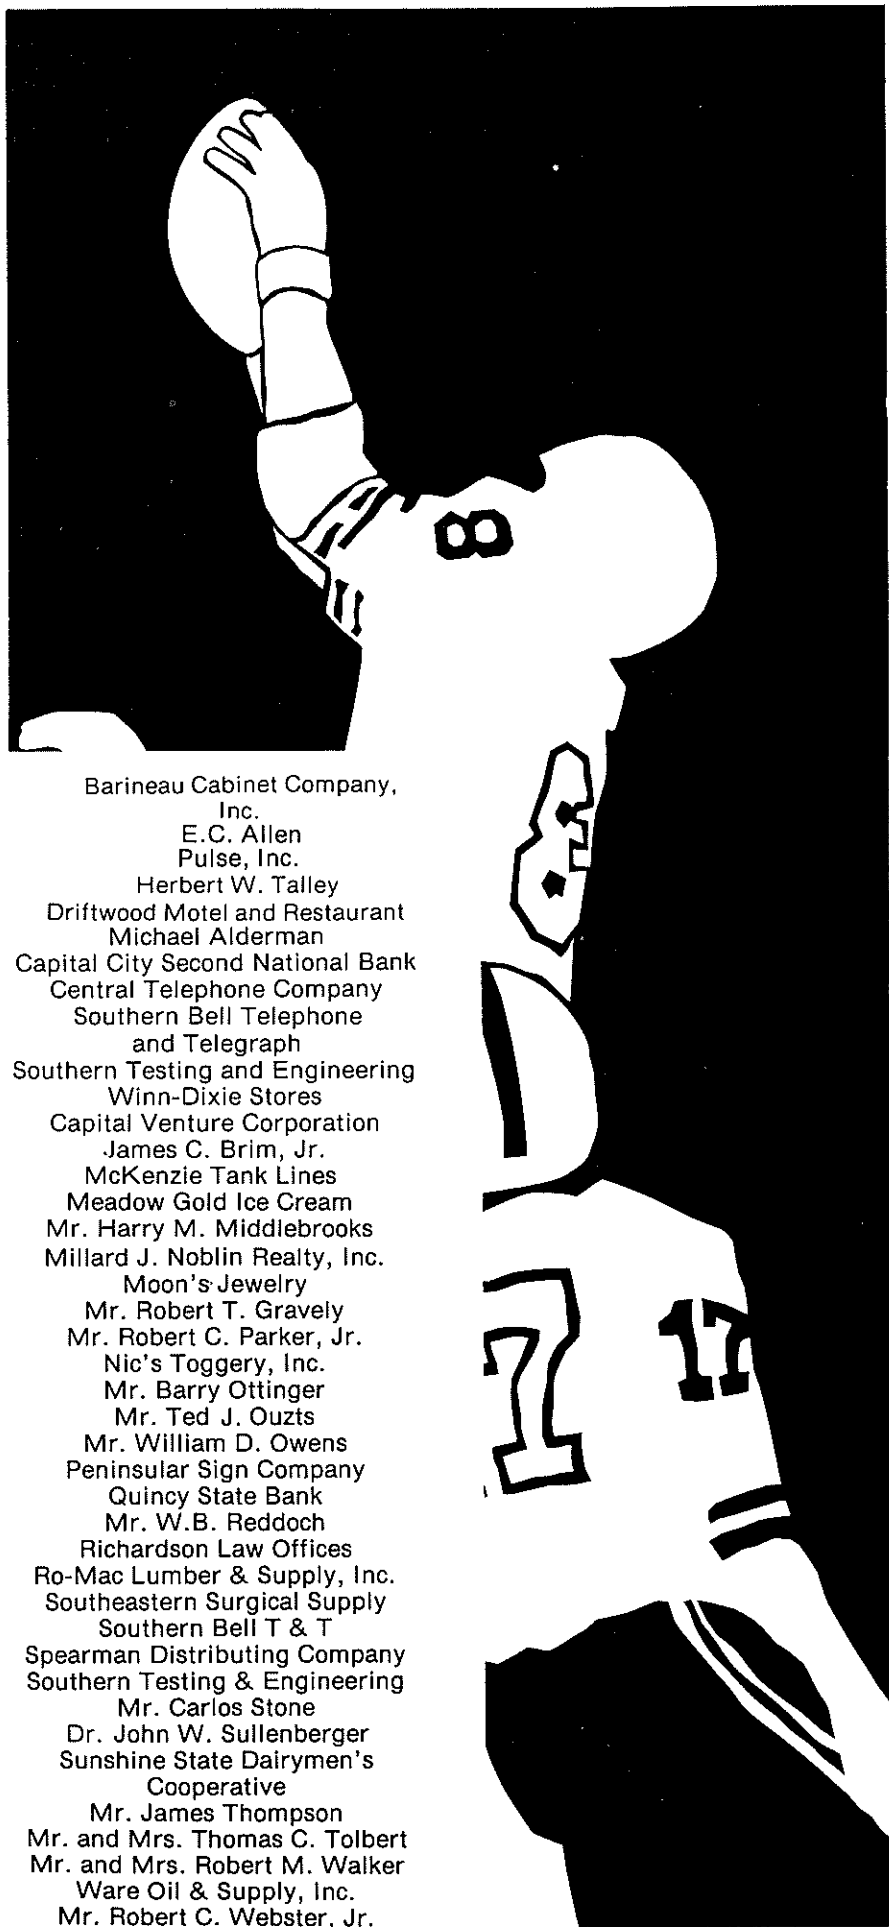 8
8
17
7
Barineau Cabinet Company,
Inc.
E.C. Allen
Pulse, Inc.
Herbert W. Talley
Driftwood Motel and Restaurant
Michael Alderman
Capital City Second National Bank
Central Telephone Company
Southern Bell Telephone
and Telegraph
Southern Testing and Engineering
Winn-Dixie Stores
Capital Venture Corporation
James C. Brim, Jr.
McKenzie Tank Lines
Meadow Gold Ice Cream
Mr. Harry M. Middlebrooks
Millard J. Noblin Realty, Inc.
Moon's Jewelry
Mr. Robert T. Gravely
Mr. Robert C. Parker, Jr.
Nic's Toggery, Inc.
Mr. Barry Ottinger
Mr. Ted J. Ouzts
Mr. William D. Owens
Peninsular Sign Company
Quincy State Bank
Mr. W.B. Reddoch
Richardson Law Offices
Ro-Mac Lumber & Supply, Inc.
Southeastern Surgical Supply
Southern Bell T & T
Spearman Distributing Company
Southern Testing & Engineering
Mr. Carlos Stone
Dr. John W. Sullenberger
Sunshine State Dairymen's
Cooperative
Mr. James Thompson
Mr. and Mrs. Thomas C. Tolbert
Mr. and Mrs. Robert M. Walker
Ware Oil & Supply, Inc.
Mr. Robert C. Webster, Jr.